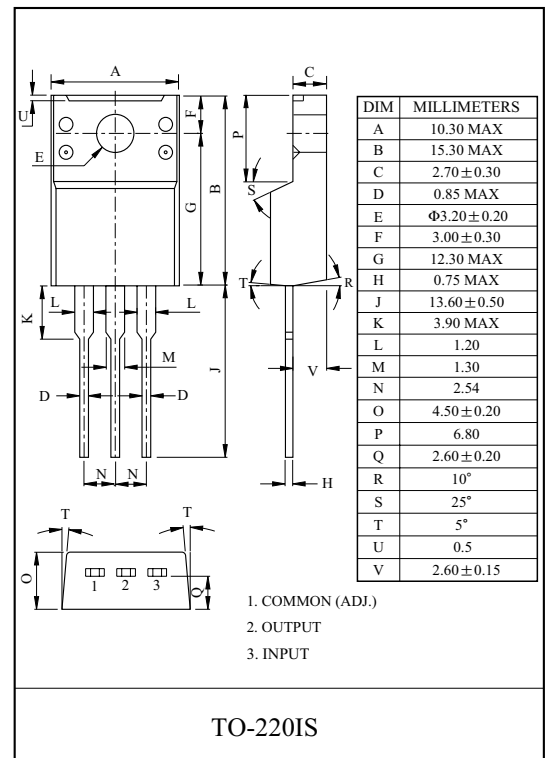 A
C
U
F
P
E
S
B
G
T
R
L
L
K
M
V
J
D
D
N
N
H
T
T
O
1
2
3
Q
DIM MILLIMETERS
A 10.30 MAX
B 15.30 MAX
C 2.70±0.30
D 0.85 MAX
E Φ3.20±0.20
F 3.00±0.30
G 12.30 MAX
H 0.75 MAX
J 13.60±0.50
K 3.90 MAX
L 1.20
M 1.30
N 2.54
O 4.50±0.20
P 6.80
Q 2.60±0.20
R 10°
S 25°
T 5°
U 0.5
V 2.60±0.15
1. COMMON (ADJ.)
2. OUTPUT
3. INPUT
TO-220IS